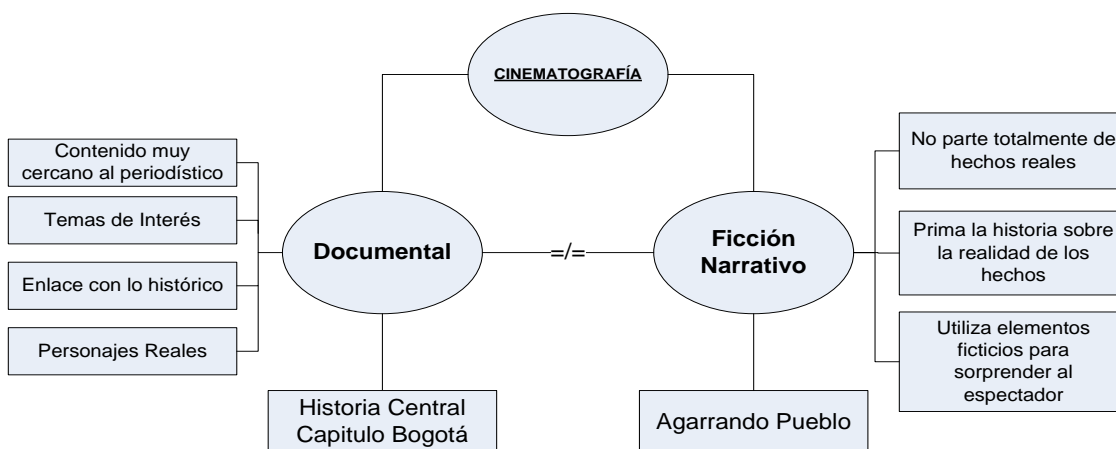 CINEMATOGRAFÍA
Contenido muy
cercano al periodístico
Temas de Interés
Enlace con lo histórico
Personajes Reales
Documental
=/=
Ficción
Narrativo
No parte totalmente de
hechos reales
Prima la historia sobre
la realidad de los
hechos
Utiliza elementos
ficticios para
sorprender al
espectador
Historia Central
Capitulo Bogotá
Agarrando Pueblo